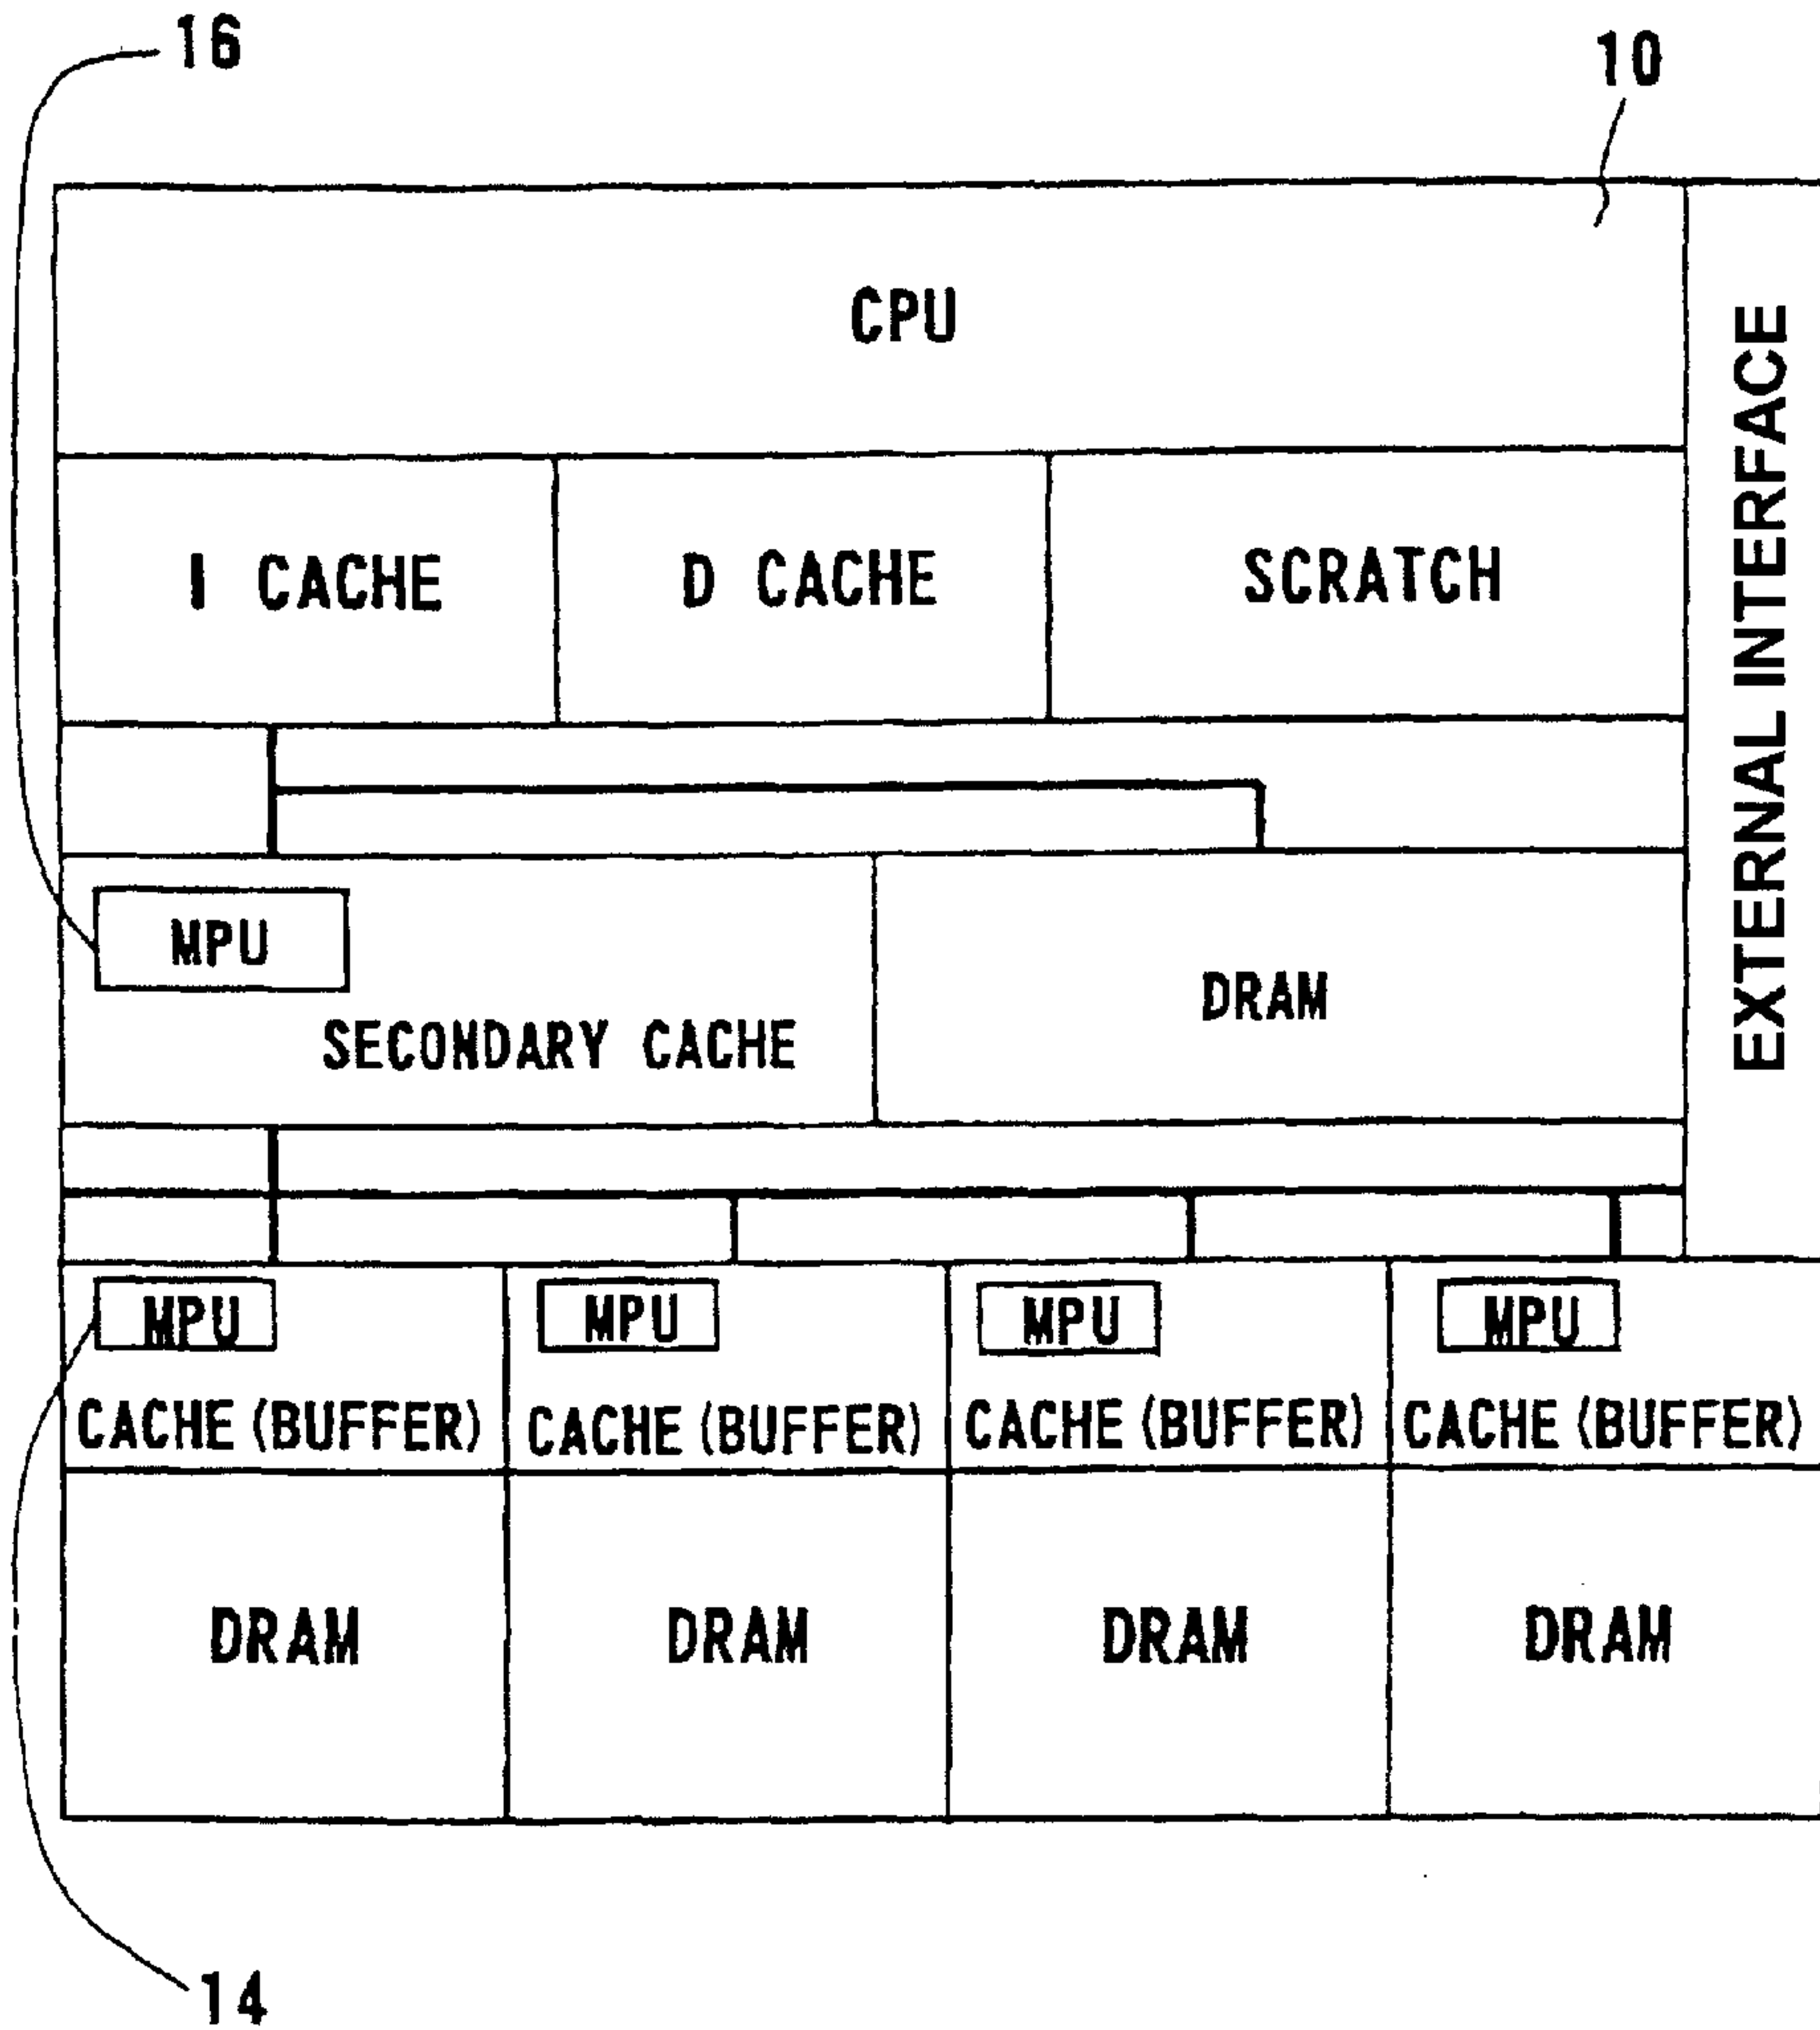 16
10
CPU
EXTERNAL INTERFACE
I CACHE
D CACHE
SCRATCH
MPU
SECONDARY CACHE
DRAM
MPU
MPU
MPU
MPU
CACHE (BUFFER)
CACHE (BUFFER)
CACHE (BUFFER)
CACHE (BUFFER)
DRAM
DRAM
DRAM
DRAM
14